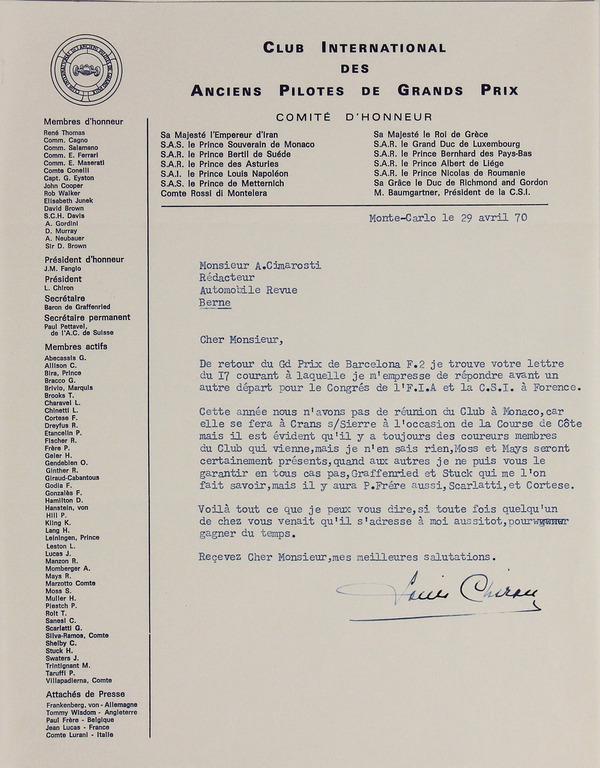 CLUB INTERNATIONAL
DES
ANCIENS PILOTES DE GRANDS PRIX
COMITÉ D'HONNEUR
Sa Majesté l'Empereur d'Iran
S.A.S. le Prince Souverain de Monaco
S.A.R. le Prince Bertil de Suéde
S.A.R. le Prince des Asturies
S.A.I. le Prince Louis Napoléon
S.A.S. le Prince de Metternich
Comte Rossi di Montelera
Sa Majesté le Roi de Grèce
S.A.R. le Grand Duc de Luxembourg
S.A.R. le Prince Bernhard des Pays-Bas
S.A.R. le Prince Albert de Liége
S.A.R. le Prince Nicolas de Roumanie
Sa Grâce le Duc de Richmond and Gordon
M. Baumgartner, Président de la C.S.I.
Membres d'honneur
René Thomas
Comm. Cagno
Comm. Salamano
Comm. E. Ferrari
Comm. E. Maserati
Comte Conelli
Capt. G. Eyston
John Cooper
Rob Walker
Elisabeth Junek
David Brown
S.C.H. Davis
A. Gordini
D. Murray
A. Neubauer
Sir D. Brown
Président d'honneur
J.M. Fangio
Président
L. Chiron
Secrétaire
Baron de Graffenried
Secrétaire permanent
Paul Pettavel,
de l'A.C. de Suisse
Membres actifs
Abecassis G.
Allison C.
Bira, Prince
Bracco G.
Brivio, Marquis
Brooks T.
Charavel L.
Chinetti L.
Cortese F.
Dreyfus R.
Etancelin P.
Fischer R.
Frère P.
Geier H.
Gendebien O.
Ginther R.
Giraud-Cabantous
Godia F.
Gonzalès F.
Hamilton D.
Hanstein, von
Hill P.
Kling K.
Lang H.
Leiningen, Prince
Leston L.
Lucas J.
Manzon R.
Momberger A.
Mays R.
Marzotto Comte
Moss S.
Muller H.
Pietsch P.
Rolt T.
Sanesi C.
Scarlatti G.
Silva-Ramos, Comte
Shelby C.
Stuck H.
Swaters J.
Trintignant M.
Taruffi P.
Villapadierna, Comte
Attachés de Presse
Frankenberg, von - Allemagne
Tommy Wisdom - Angleterre
Paul Frère - Belgique
Jean Lucas - France
Comte Lurani - Italie
Monte-Carlo le 29 avril 70
Monsieur A.Cimarosti
Rédacteur
Automobile Revue
Berne
Cher Monsieur,
De retour du Gd Prix de Barcelona F.2 je trouve votre lettre
du I7 courant à laquelle je m'empresse de répondre avant un
autre départ pour le Congrés de l'F.I.A et la C.S.I. à Forence.
Cette année nous n'avons pas de réunion du Club à Monaco,car
elle se fera à Crans s/Sierre à l'occasion de la Course de Côte
mais il est évident qu'il y a toujours des coureurs membres
du Club qui vienne,mais je n'en sais rien,Moss et Mays seront
certainement présents,quand aux autres je ne puis vous le
garantir en tous cas pas,Graffenried et Stuck qui me l'on
fait savoir,mais il y aura P.Frére aussi,Scarlatti,et Cortese.
Voilà tout ce que je peux vous dire,si toute fois quelqu'un
de chez vous venait qu'il s'adresse à moi aussitot,pour
gagner du temps.
Reçevez Cher Monsieur,mes meilleures salutations.
Louis Chiron